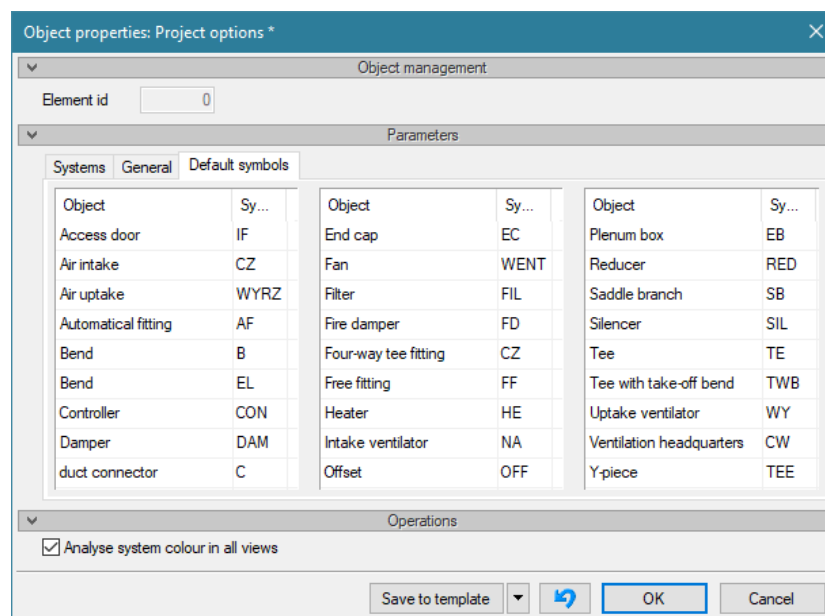 Object properties: Project options *
Object management
Element id 0
Parameters
Systems General Default symbols
Object Sy... Object Sy... Object Sy...
Access door IF End cap EC Plenum box EB
Air intake CZ Fan WENT Reducer RED
Air uptake WYRZ Filter FIL Saddle branch SB
Automatical fitting AF Fire damper FD Silencer SIL
Bend B Four-way tee fitting CZ Tee TE
Bend EL Free fitting FF Tee with take-off bend TWB
Controller CON Heater HE Uptake ventilator WY
Damper DAM Intake ventilator NA Ventilation headquarters CW
duct connector C Offset OFF Y-piece TEE
Operations
Analyse system colour in all views
Save to template OK Cancel